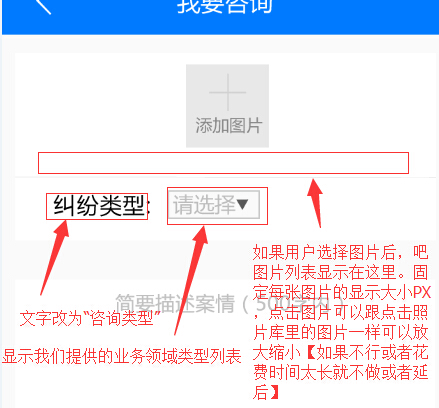 我要咨询
添加图片
纠纷类型:
请选择▼
如果用户选择图片后，吧
图片列表显示在这里。固
定每张图片的显示大小PX
，点击图片可以跟点击照
片库里的图片一样可以放
大缩小【如果不行或者花
费时间太长就不做或者延
后】
简要描述案情（500字内）
文字改为“咨询类型”
显示我们提供的业务领域类型列表